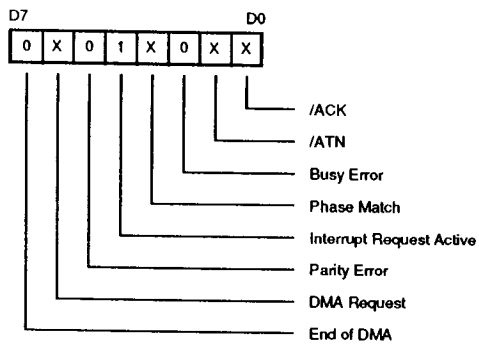 D7 D0
0 X 0 1 X 0 X X
/ACK
/ATN
Busy Error
Phase Match
Interrupt Request Active
Parity Error
DMA Request
End of DMA